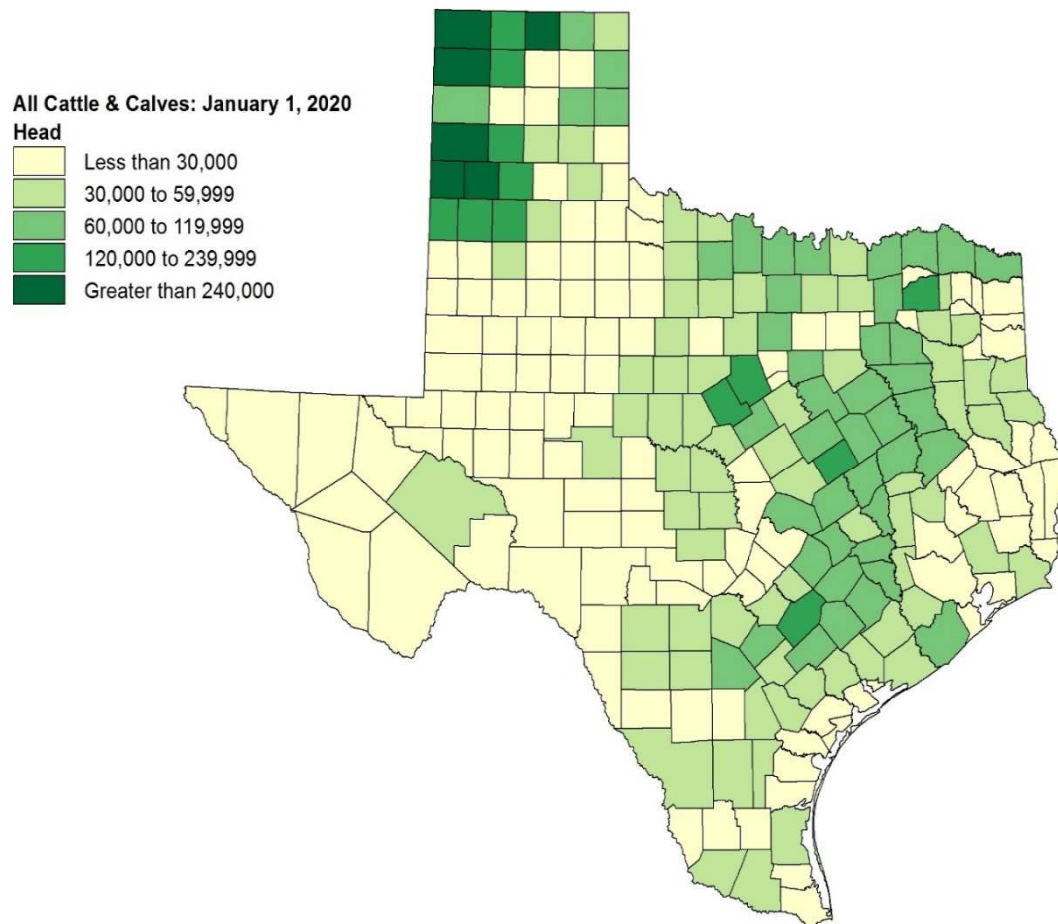 All Cattle & Calves: January 1, 2020
Head
Less than 30,000
30,000 to 59,999
60,000 to 119,999
120,000 to 239,999
Greater than 240,000